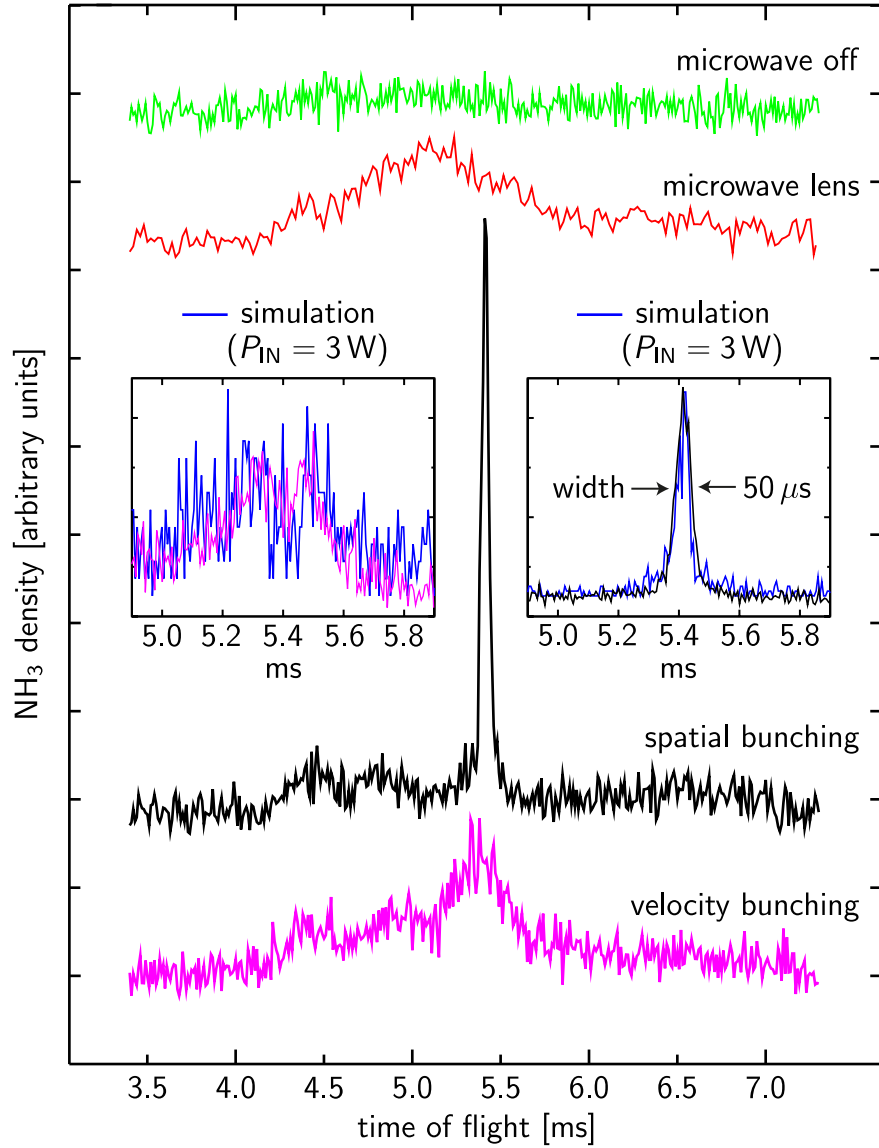 microwave off
microwave lens
simulation
(P_IN = 3 W)
simulation
(P_IN = 3 W)
width
50 μs
5.0 5.2 5.4 5.6 5.8
ms
5.0 5.2 5.4 5.6 5.8
ms
spatial bunching
velocity bunching
NH₃ density [arbitrary units]
3.5 4.0 4.5 5.0 5.5 6.0 6.5 7.0
time of flight [ms]